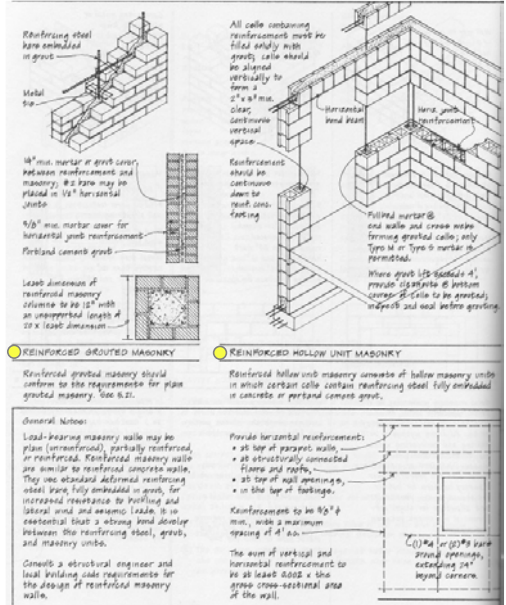 Reinforcing steel
bars embedded
in grout
Metal
tie
1/4" min. mortar or grout cover
between reinforcement and
masonry; #2 bars may be
placed in 1/2" horizontal
joints
5/8" min. mortar cover for
horizontal joint reinforcement
Portland cement grout
Least dimension of
reinforced masonry
columns to be 12" with
an unsupported length of
20 x least dimension
All cells containing
reinforcement must be
filled solidly with
grout; cells should
be aligned
vertically to
form a
2" x 3" min.
clear,
continuous
vertical
space
Reinforcement
should be
continuous
down to
reinf. conc.
footing
Horizontal
bond beam
Horiz. joint
reinforcement
Full bed mortar @
end walls and cross webs
forming grouted cells; only
Type M or Type S mortar is
permitted.
Where grout lift exceeds 4',
provide cleanouts @ bottom
course of cells to be grouted;
inspect and seal before grouting.
REINFORCED GROUTED MASONRY
Reinforced grouted masonry should
conform to the requirements for plain
grouted masonry. See 5.21.
REINFORCED HOLLOW UNIT MASONRY
Reinforced hollow unit masonry consists of hollow masonry units
in which certain cells contain reinforcing steel fully embedded
in concrete or portland cement grout.
General Notes:
Load-bearing masonry walls may be
plain (unreinforced), partially reinforced,
or reinforced. Reinforced masonry walls
are similar to reinforced concrete walls.
They use standard deformed reinforcing
steel bars, fully embedded in grout, for
increased resistance to buckling and
lateral wind and seismic loads. It is
essential that a strong bond develop
between the reinforcing steel, grout,
and masonry units.
Consult a structural engineer and
local building code requirements for
the design of reinforced masonry
walls.
Provide horizontal reinforcement:
• at top of parapet walls,
• at structurally connected
floors and roofs,
• at top of wall openings,
• in the top of footings.
Reinforcement to be 3/8" φ
min., with a maximum
spacing of 4' o.c.
The sum of vertical and
horizontal reinforcement to
be at least 0.002 x the
gross cross-sectional area
of the wall.
(1) #4 or (2) #3 bars
around openings,
extending 24"
beyond corners